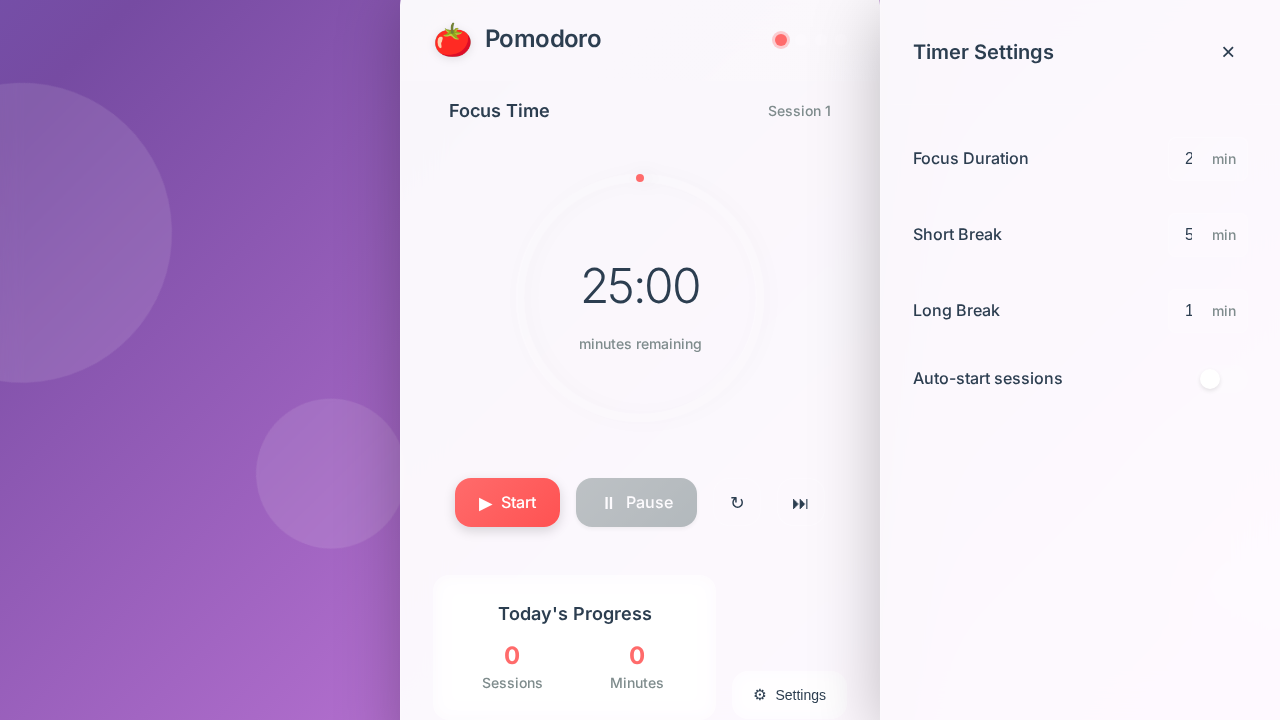 Pomodoro
Focus Time
Session 1
25:00
minutes remaining
Start
Pause
Today's Progress
0
Sessions
0
Minutes
Settings
Timer Settings
Focus Duration
2 min
Short Break
5 min
Long Break
1 min
Auto-start sessions